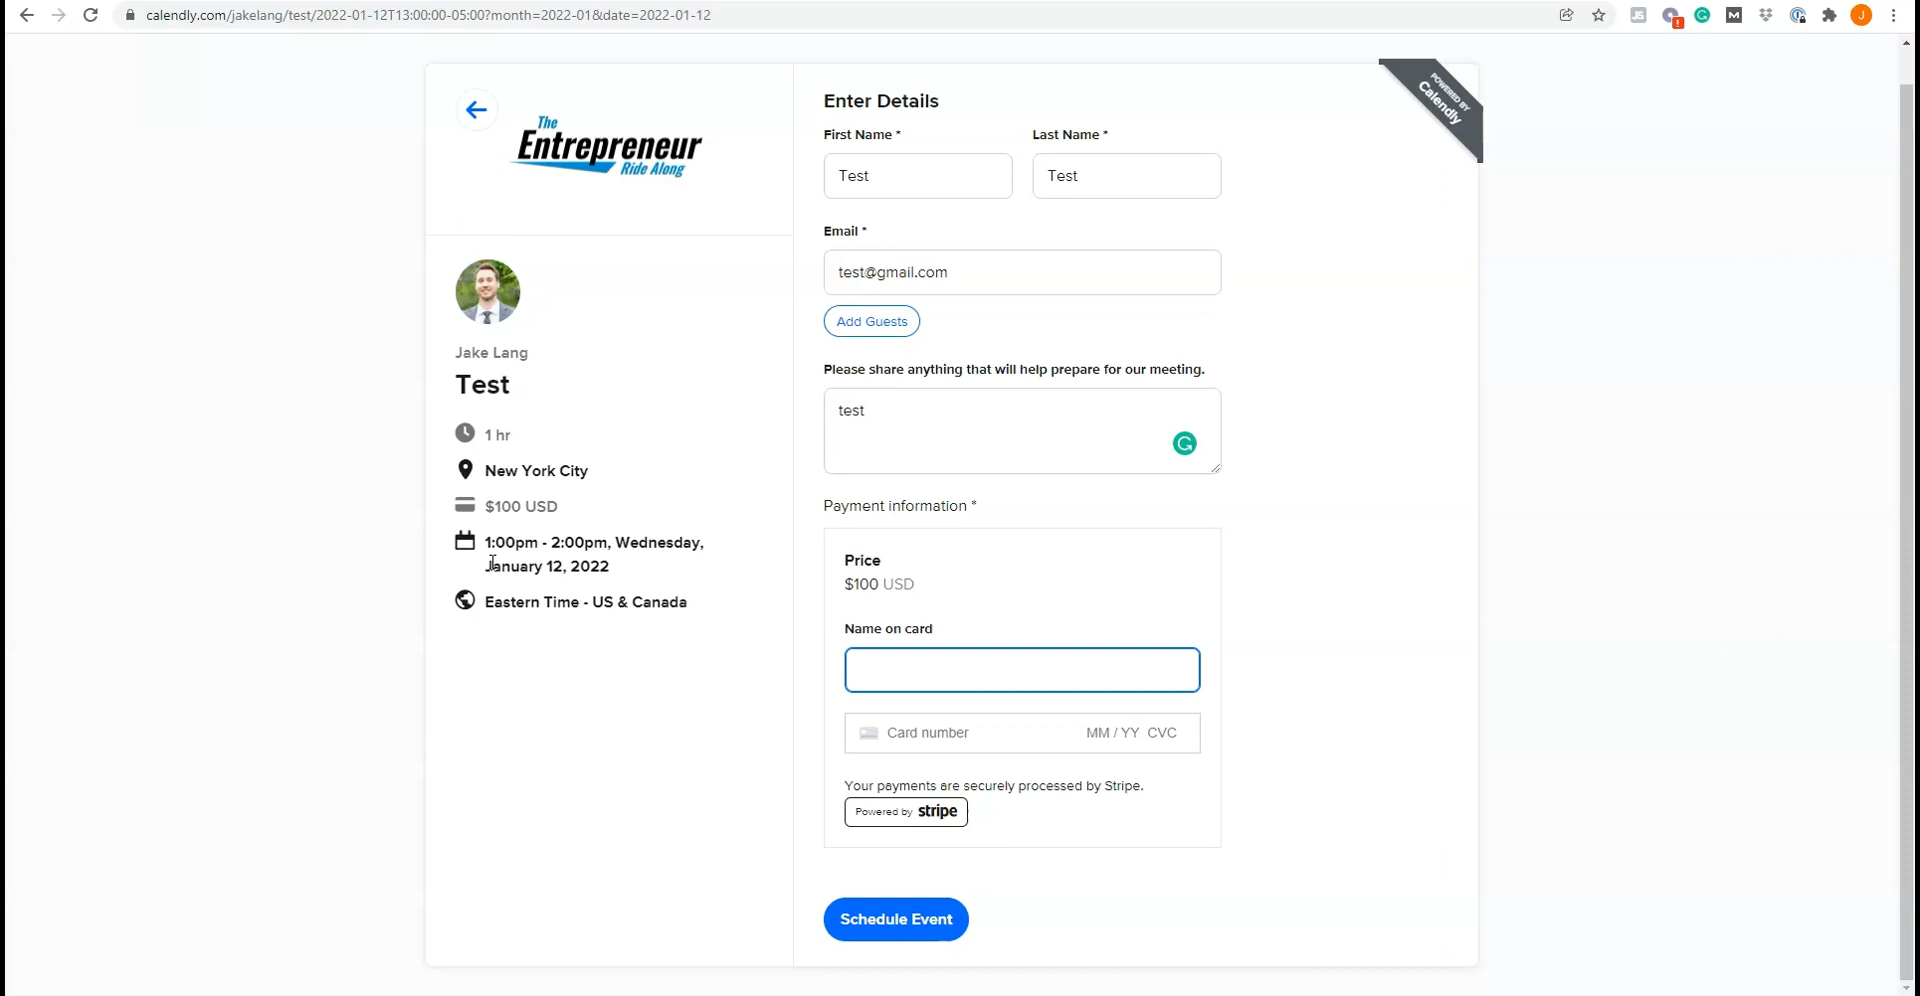 calendly.com/jakelang/test/2022-01-12T13:00:00-05:00?month=2022-01&date=2022-01-12
JS
!
G
M
J
POWERED BY
Calendly
The
Entrepreneur
Ride Along
Jake Lang
Test
1 hr
New York City
$100 USD
1:00pm - 2:00pm, Wednesday,
January 12, 2022
Eastern Time - US & Canada
Enter Details
First Name * Last Name *
Test Test
Email *
test@gmail.com
Add Guests
Please share anything that will help prepare for our meeting.
test
G
Payment information *
Price
$100 USD
Name on card
Card number MM / YY CVC
Your payments are securely processed by Stripe.
Powered by stripe
Schedule Event